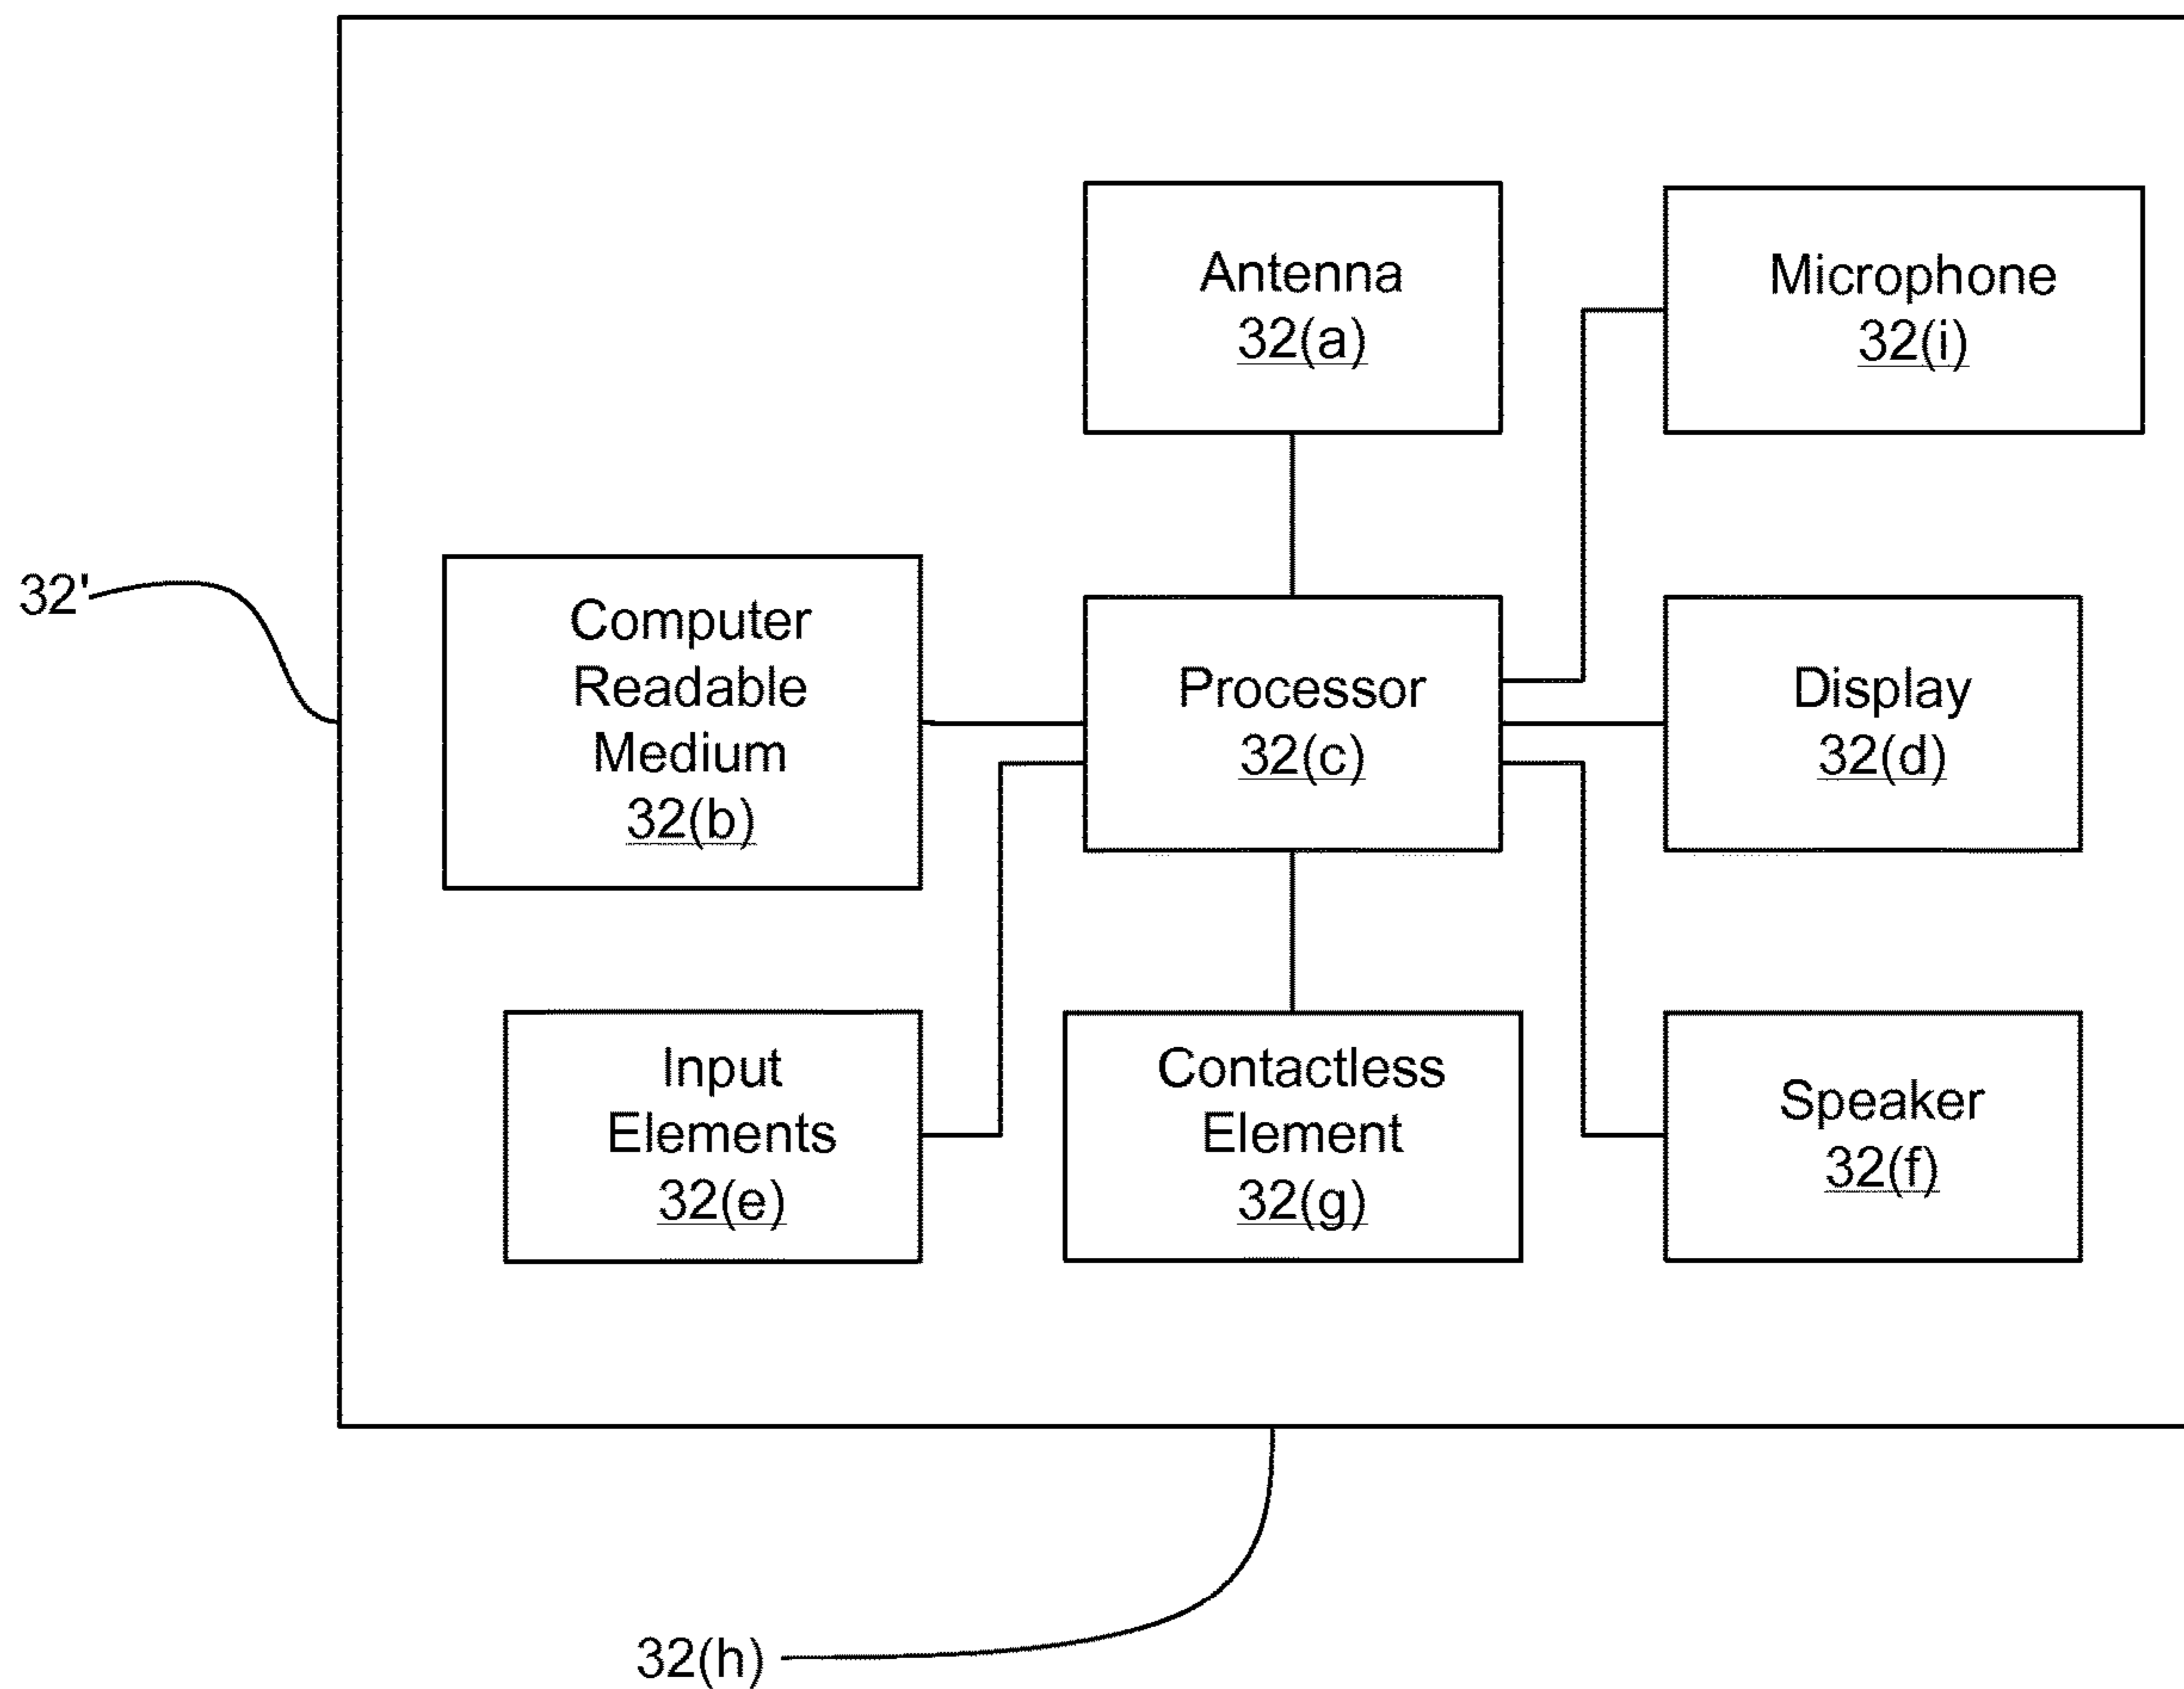 Antenna
32(a)
Microphone
32(i)
32'
Computer
Readable
Medium
32(b)
Processor
32(c)
Display
32(d)
Input
Elements
32(e)
Contactless
Element
32(g)
Speaker
32(f)
32(h)